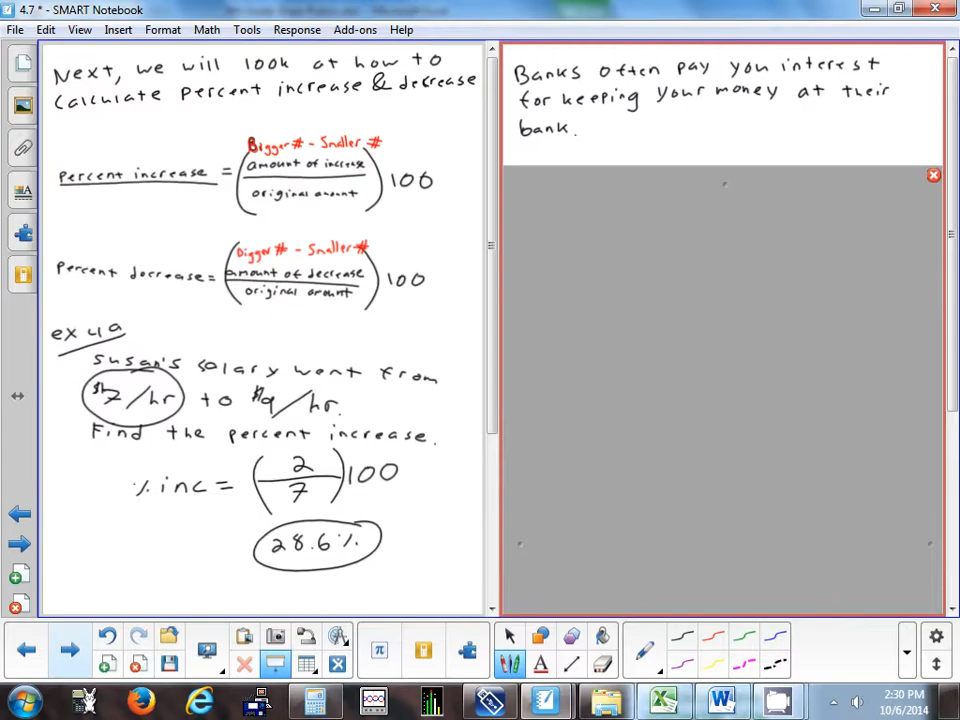 4.7 * - SMART Notebook
File Edit View Insert Format Math Tools Response Add-ons Help
Next, we will look at how to
calculate percent increase & decrease
Bigger # - Smaller #
percent increase = (amount of increase / original amount) 100
Bigger # - Smaller #
percent decrease = (amount of decrease / original amount) 100
ex 4a
Susan's salary went from
$7/hr to $9/hr.
Find the percent increase.
% inc = (2/7) 100
28.6%
Banks often pay you interest
for keeping your money at their
bank.
2:30 PM
10/6/2014